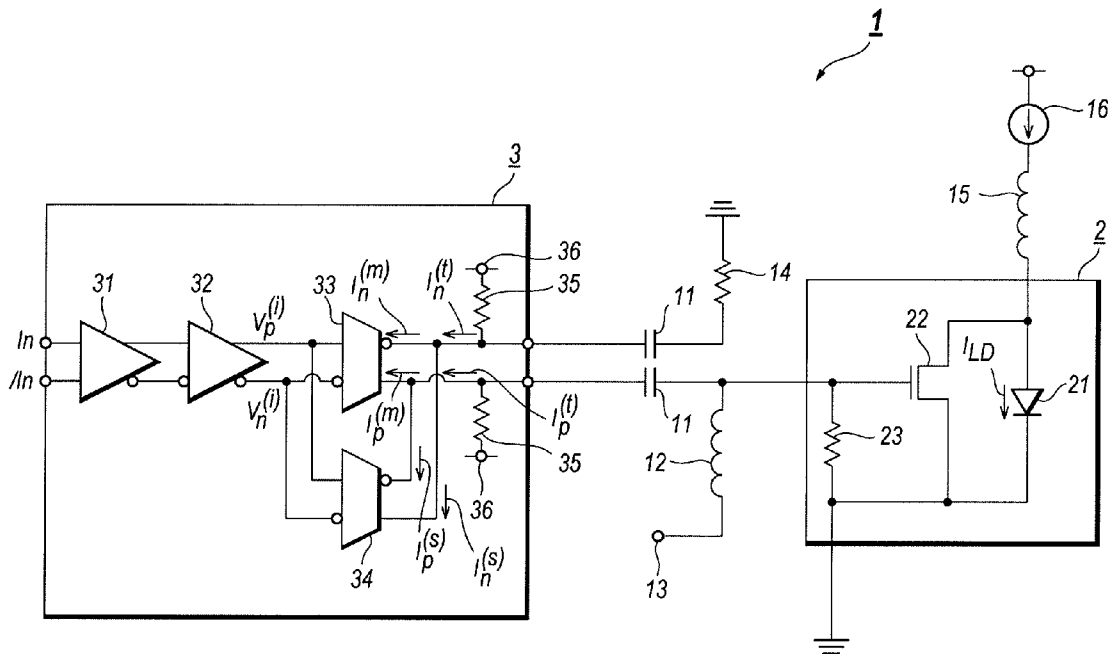 1
16
15
3
2
36
31
32
33
I_n^(m)
I_n^(t)
35
14
11
22
In
V_p^(i)
I_LD
21
/In
V_n^(i)
I_p^(m)
I_p^(t)
11
23
35
12
36
34
I_p^(s)
I_n^(s)
13